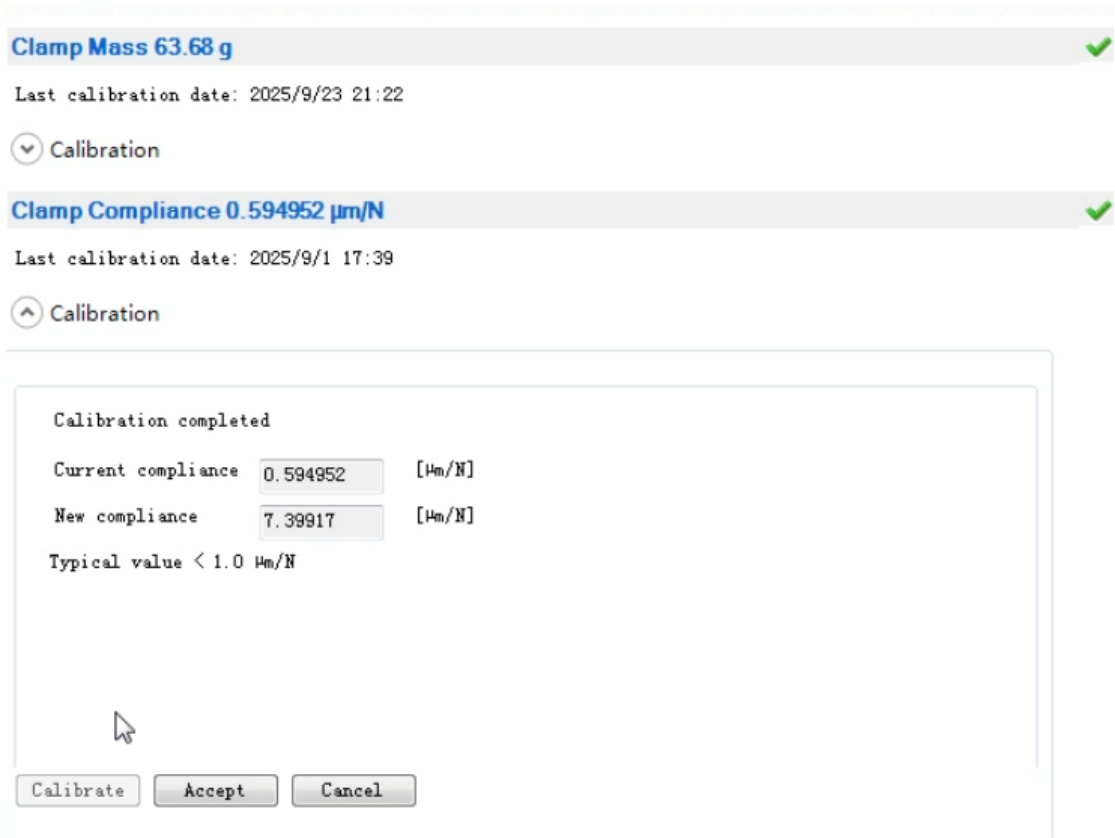 Clamp Mass 63.68 g
Last calibration date: 2025/9/23 21:22
Calibration
Clamp Compliance 0.594952 µm/N
Last calibration date: 2025/9/1 17:39
Calibration
Calibration completed
Current compliance 0.594952 [µm/N]
New compliance 7.39917 [µm/N]
Typical value < 1.0 µm/N
Calibrate Accept Cancel